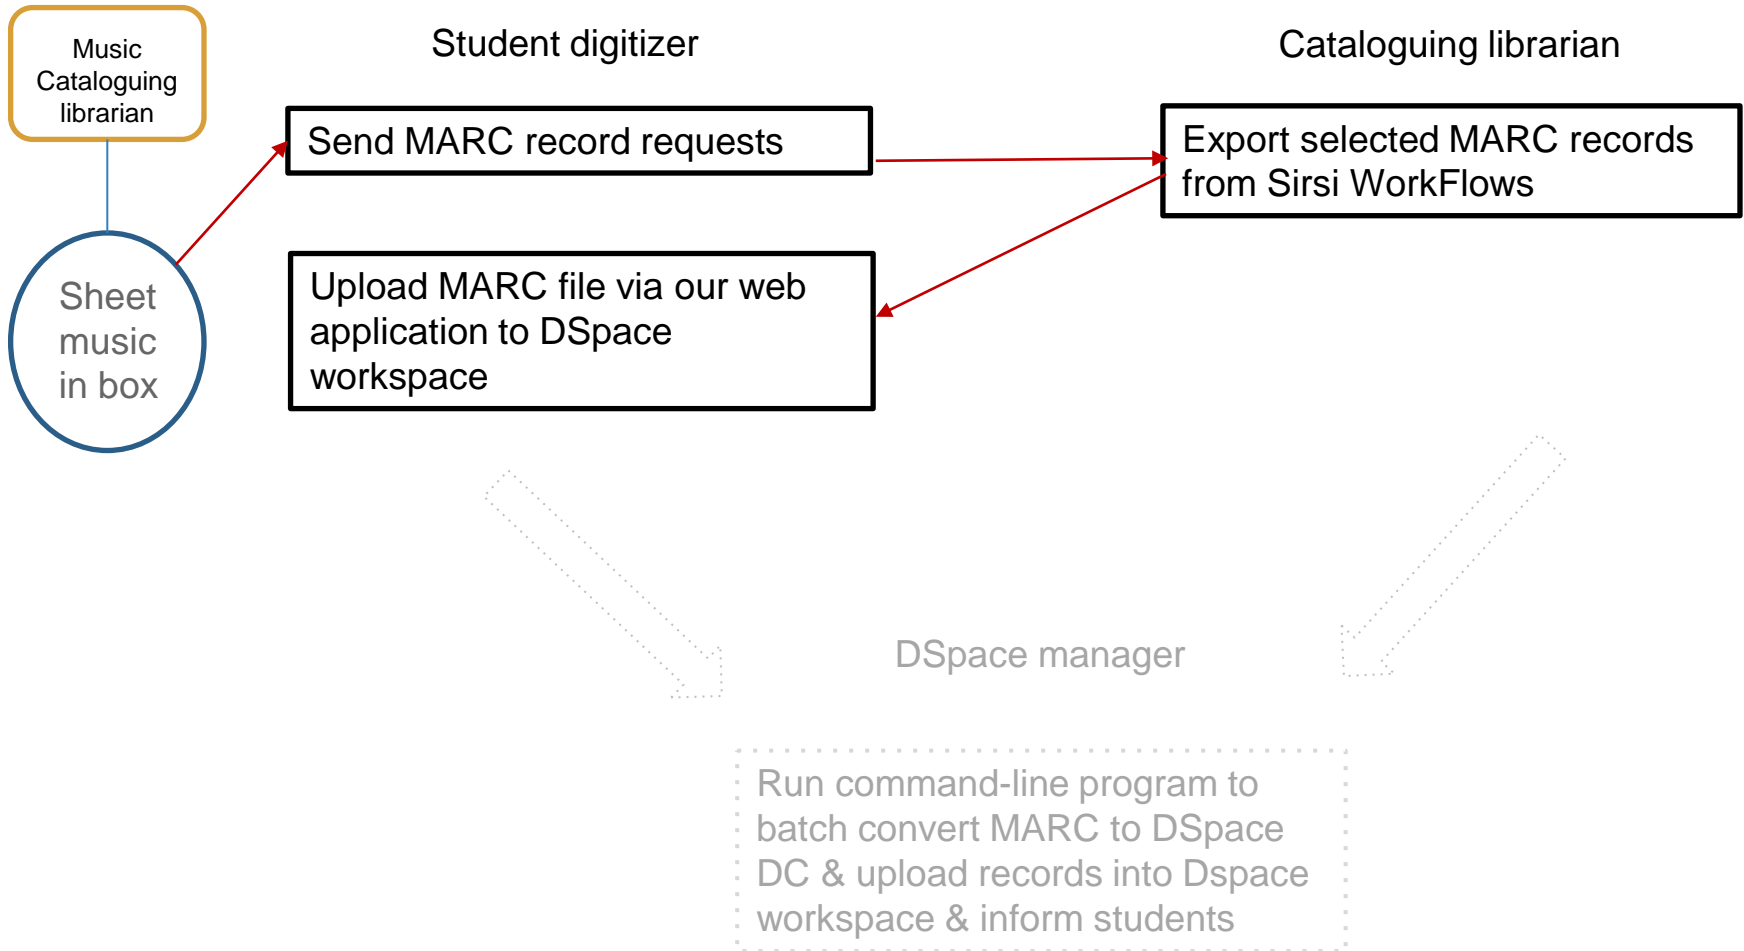 Music
Cataloguing
librarian
Student digitizer
Cataloguing librarian
Send MARC record requests
Export selected MARC records
from Sirsi WorkFlows
Sheet
music
in box
Upload MARC file via our web
application to DSpace
workspace
DSpace manager
Run command-line program to
batch convert MARC to DSpace
DC & upload records into Dspace
workspace & inform students